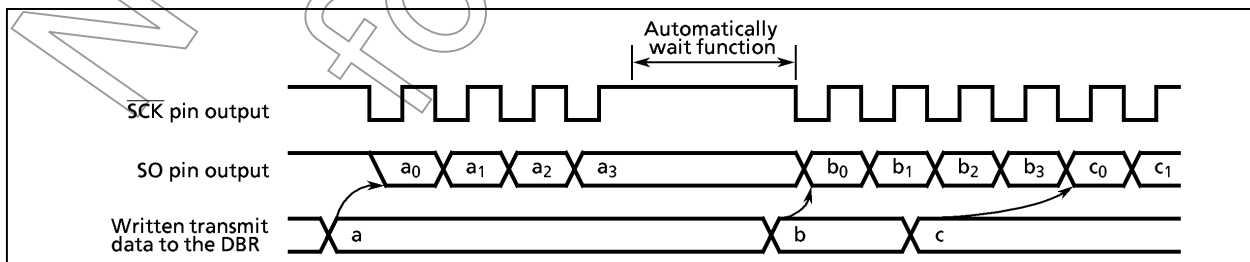 Automatically
wait function
SCK pin output
SO pin output
a0 a1 a2 a3 b0 b1 b2 b3 c0 c1
Written transmit
data to the DBR
a b c